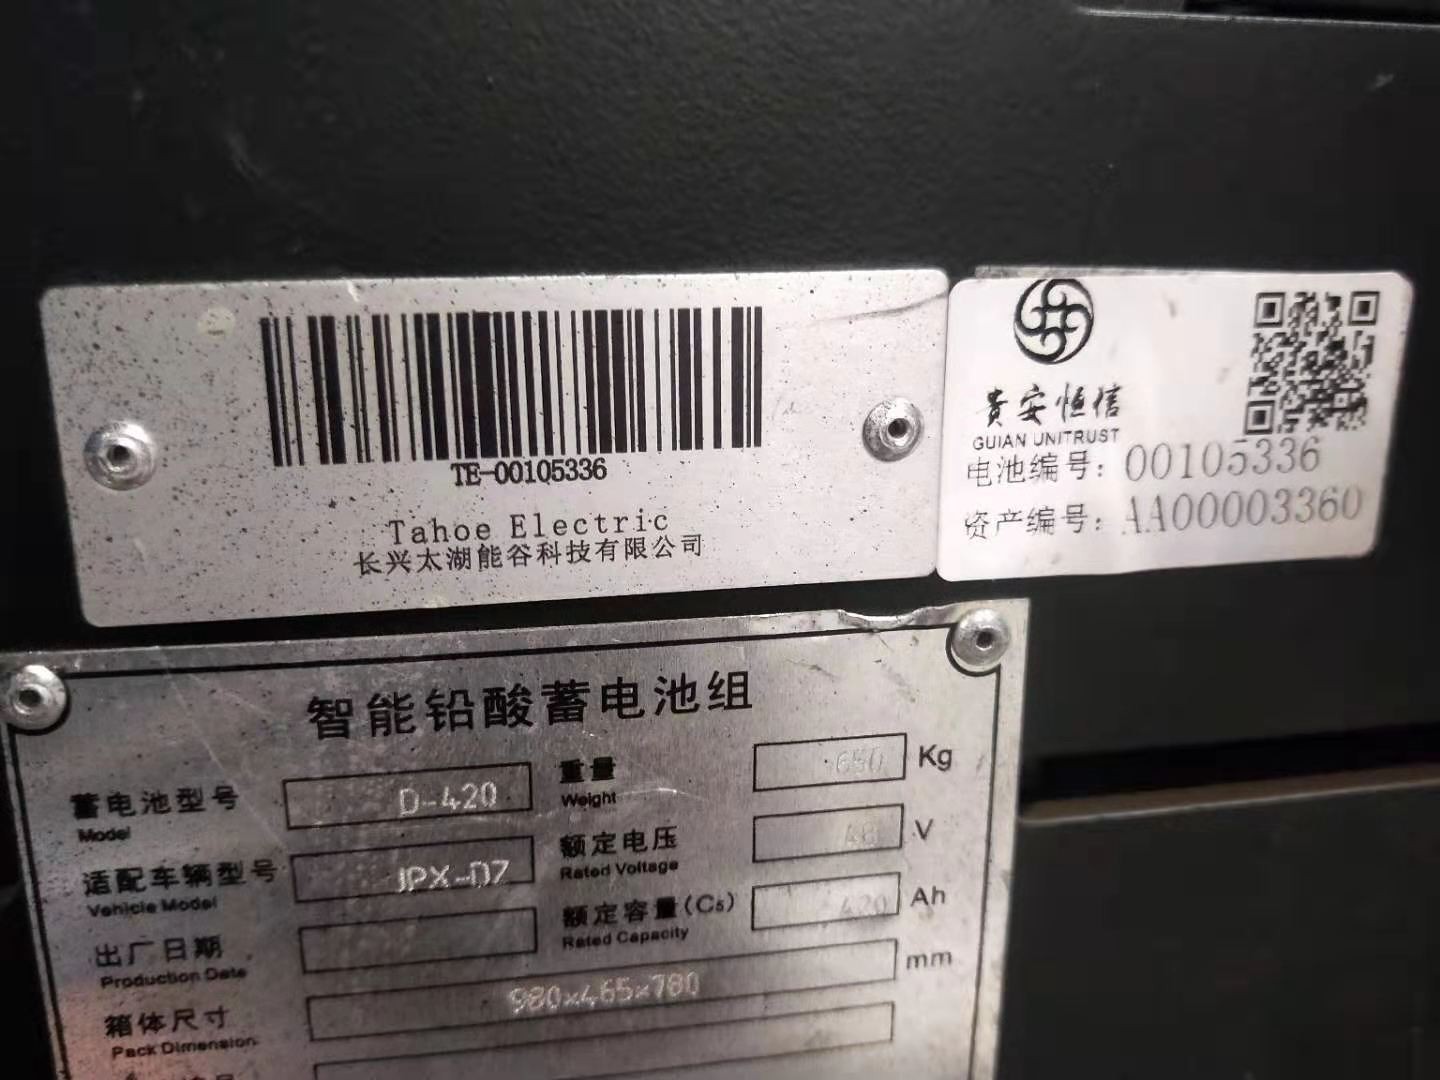 TE-00105336
Tahoe Electric
长兴太湖能谷科技有限公司
贵安恒信
GUIAN UNITRUST
电池编号：00105336
资产编号：AA00003360
智能铅酸蓄电池组
蓄电池型号 D-420 重量 650 Kg
Model Weight
适配车辆型号 JPX-D7 额定电压 48 V
Vehicle Model Rated Voltage
出厂日期 额定容量(C₅) 420 Ah
Production Date Rated Capacity
箱体尺寸 980×465×780 mm
Pack Dimension